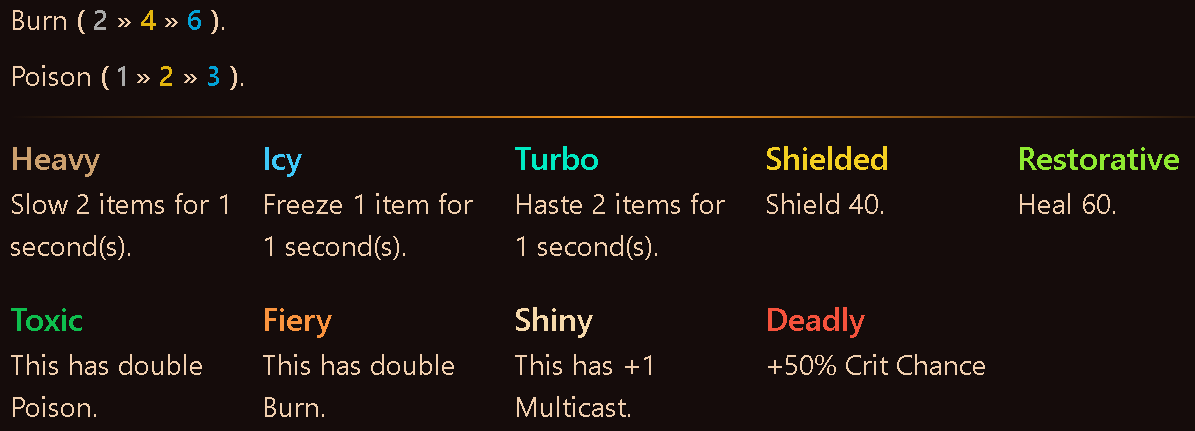 Burn ( 2 » 4 » 6 ).
Poison ( 1 » 2 » 3 ).
Heavy
Slow 2 items for 1
second(s).
Icy
Freeze 1 item for
1 second(s).
Turbo
Haste 2 items for
1 second(s).
Shielded
Shield 40.
Restorative
Heal 60.
Toxic
This has double
Poison.
Fiery
This has double
Burn.
Shiny
This has +1
Multicast.
Deadly
+50% Crit Chance